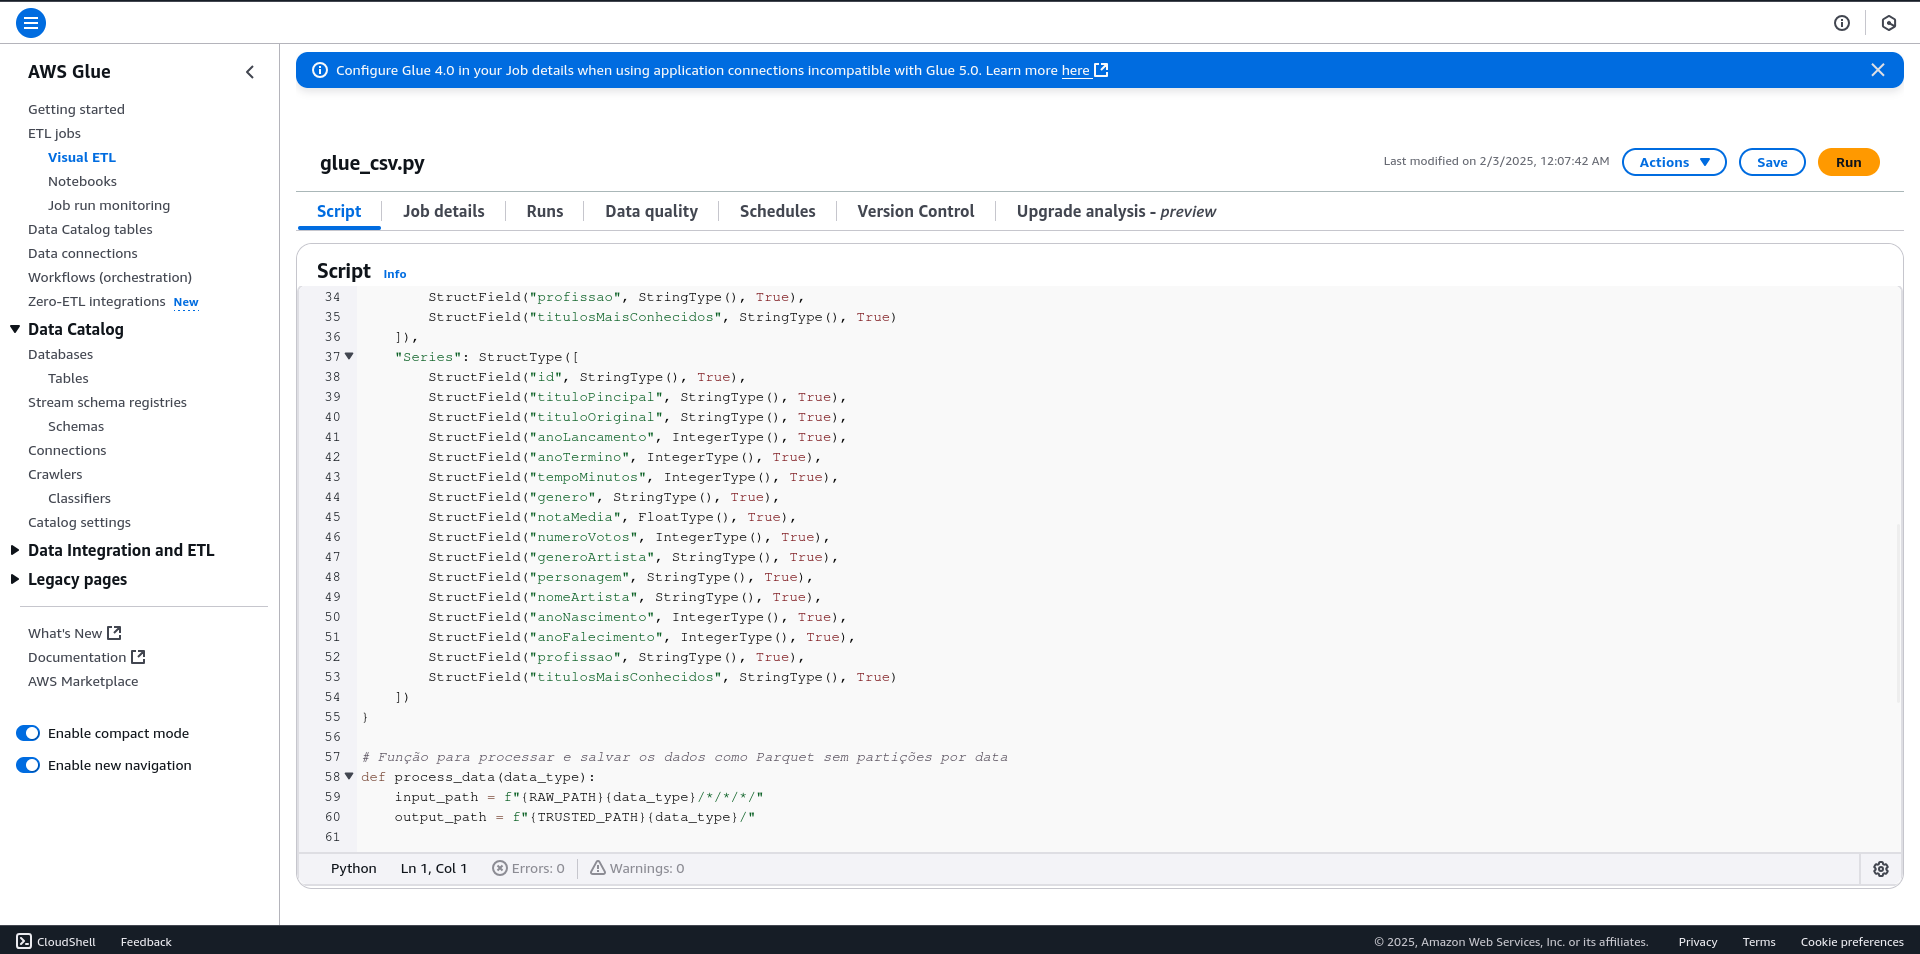 AWS Glue
Getting started
ETL jobs
Visual ETL
Notebooks
Job run monitoring
Data Catalog tables
Data connections
Workflows (orchestration)
Zero-ETL integrations New
Data Catalog
Databases
Tables
Stream schema registries
Schemas
Connections
Crawlers
Classifiers
Catalog settings
Data Integration and ETL
Legacy pages
What's New
Documentation
AWS Marketplace
Enable compact mode
Enable new navigation
Configure Glue 4.0 in your Job details when using application connections incompatible with Glue 5.0. Learn more here
glue_csv.py
Last modified on 2/3/2025, 12:07:42 AM
Actions
Save
Run
Script
Job details
Runs
Data quality
Schedules
Version Control
Upgrade analysis - preview
Script Info
34         StructField("profissao", StringType(), True),
35         StructField("titulosMaisConhecidos", StringType(), True)
36     ]),
37     "Series": StructType([
38         StructField("id", StringType(), True),
39         StructField("tituloPincipal", StringType(), True),
40         StructField("tituloOriginal", StringType(), True),
41         StructField("anoLancamento", IntegerType(), True),
42         StructField("anoTermino", IntegerType(), True),
43         StructField("tempoMinutos", IntegerType(), True),
44         StructField("genero", StringType(), True),
45         StructField("notaMedia", FloatType(), True),
46         StructField("numeroVotos", IntegerType(), True),
47         StructField("generoArtista", StringType(), True),
48         StructField("personagem", StringType(), True),
49         StructField("nomeArtista", StringType(), True),
50         StructField("anoNascimento", IntegerType(), True),
51         StructField("anoFalecimento", IntegerType(), True),
52         StructField("profissao", StringType(), True),
53         StructField("titulosMaisConhecidos", StringType(), True)
54     ])
55 }
56
57 # Função para processar e salvar os dados como Parquet sem partições por data
58 def process_data(data_type):
59     input_path = f"{RAW_PATH}{data_type}/*/*/*/"
60     output_path = f"{TRUSTED_PATH}{data_type}/"
61
Python
Ln 1, Col 1
Errors: 0
Warnings: 0
CloudShell
Feedback
© 2025, Amazon Web Services, Inc. or its affiliates.
Privacy
Terms
Cookie preferences